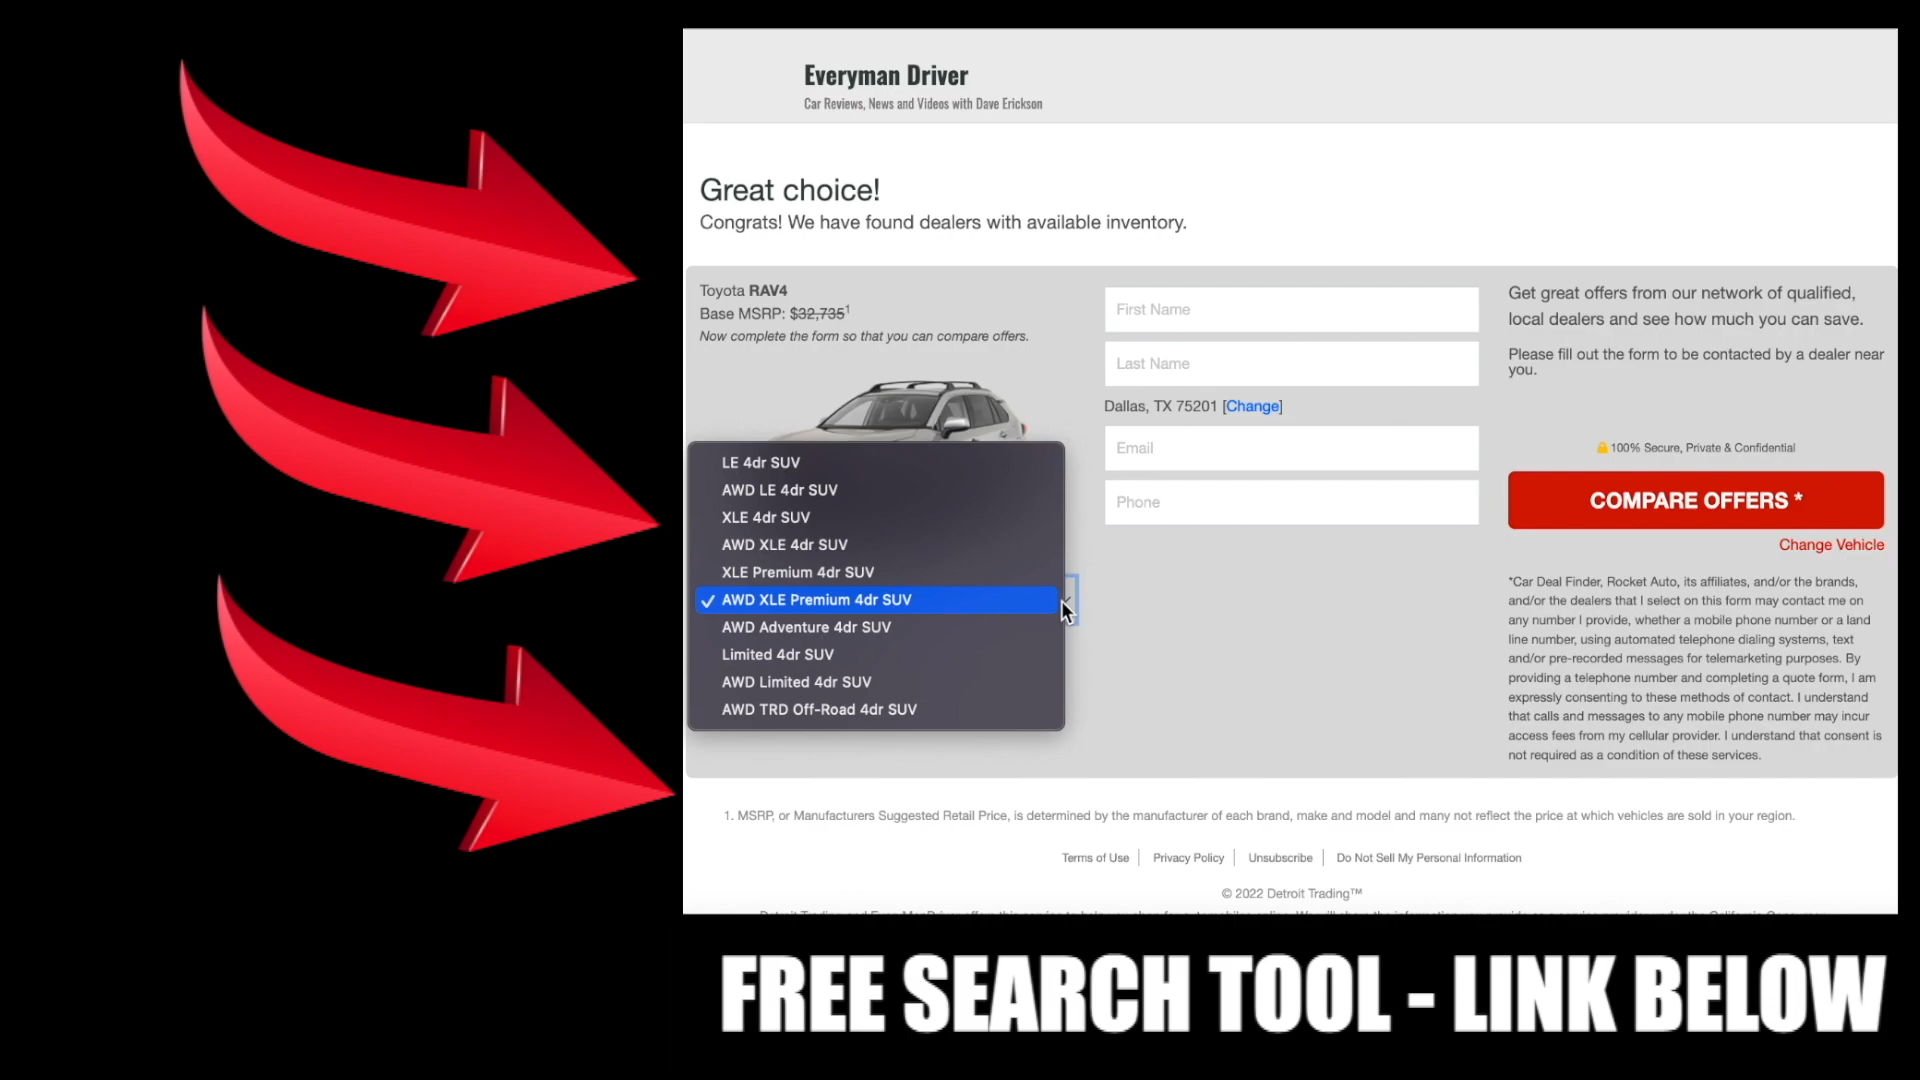 Everyman Driver
Car Reviews, News and Videos with Dave Erickson
Great choice!
Congrats! We have found dealers with available inventory.
Toyota RAV4
Base MSRP: $32,735¹
Now complete the form so that you can compare offers.
LE 4dr SUV
AWD LE 4dr SUV
XLE 4dr SUV
AWD XLE 4dr SUV
XLE Premium 4dr SUV
✓ AWD XLE Premium 4dr SUV
AWD Adventure 4dr SUV
Limited 4dr SUV
AWD Limited 4dr SUV
AWD TRD Off-Road 4dr SUV
First Name
Last Name
Dallas, TX 75201 [Change]
Email
Phone
Get great offers from our network of qualified,
local dealers and see how much you can save.
Please fill out the form to be contacted by a dealer near
you.
100% Secure, Private & Confidential
COMPARE OFFERS *
Change Vehicle
*Car Deal Finder, Rocket Auto, its affiliates, and/or the brands,
and/or the dealers that I select on this form may contact me on
any number I provide, whether a mobile phone number or a land
line number, using automated telephone dialing systems, text
and/or pre-recorded messages for telemarketing purposes. By
providing a telephone number and completing a quote form, I am
expressly consenting to these methods of contact. I understand
that calls and messages to any mobile phone number may incur
access fees from my cellular provider. I understand that consent is
not required as a condition of these services.
1. MSRP, or Manufacturers Suggested Retail Price, is determined by the manufacturer of each brand, make and model and many not reflect the price at which vehicles are sold in your region.
Terms of Use | Privacy Policy | Unsubscribe | Do Not Sell My Personal Information
© 2022 Detroit Trading™
FREE SEARCH TOOL - LINK BELOW